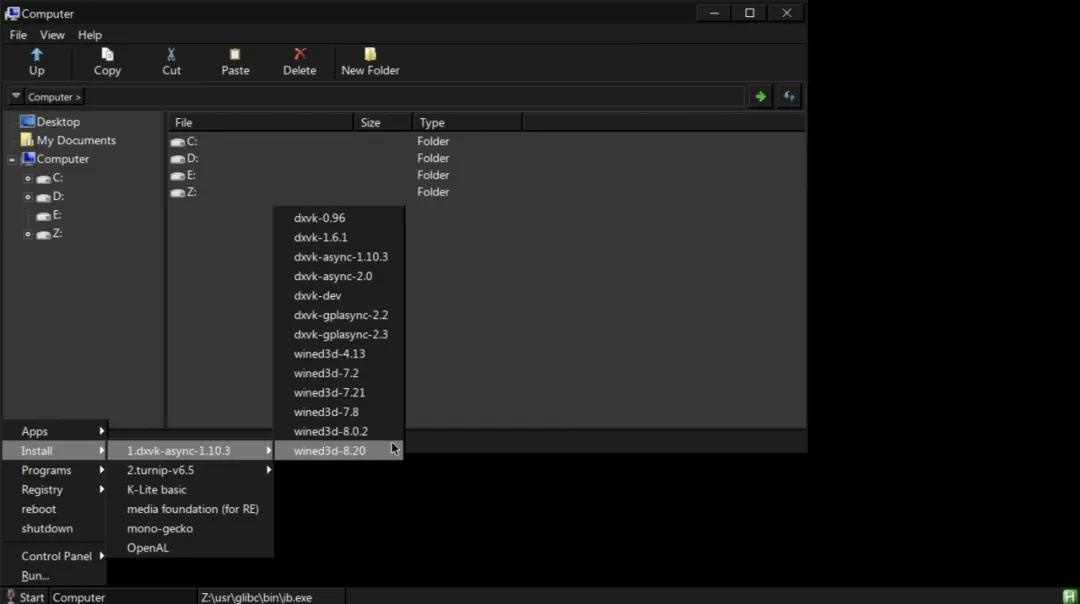 Computer
File View Help
Up Copy Cut Paste Delete New Folder
Computer >
Desktop
My Documents
Computer
C:
D:
E:
Z:
File Size Type
C: Folder
D: Folder
E: Folder
Z: Folder
dxvk-0.96
dxvk-1.6.1
dxvk-async-1.10.3
dxvk-async-2.0
dxvk-dev
dxvk-gplasync-2.2
dxvk-gplasync-2.3
wined3d-4.13
wined3d-7.2
wined3d-7.21
wined3d-7.8
wined3d-8.0.2
wined3d-8.20
Apps
Install
Programs
Registry
reboot
shutdown
Control Panel
Run...
1.dxvk-async-1.10.3
2.turnip-v6.5
K-Lite basic
media foundation (for RE)
mono-gecko
OpenAL
Start Computer Z:\usr\glibc\bin\ib.exe H